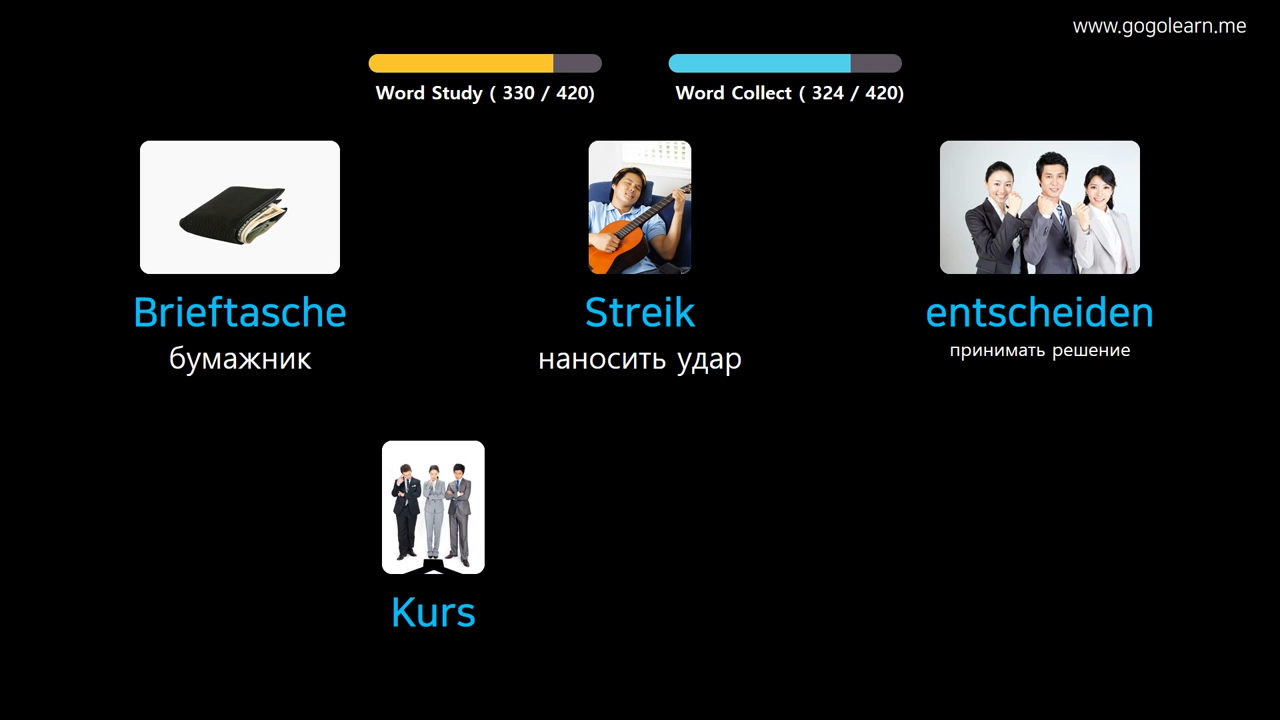 www.gogolearn.me
Word Study ( 330 / 420)
Word Collect ( 324 / 420)
Brieftasche
бумажник
Streik
наносить удар
entscheiden
принимать решение
Kurs